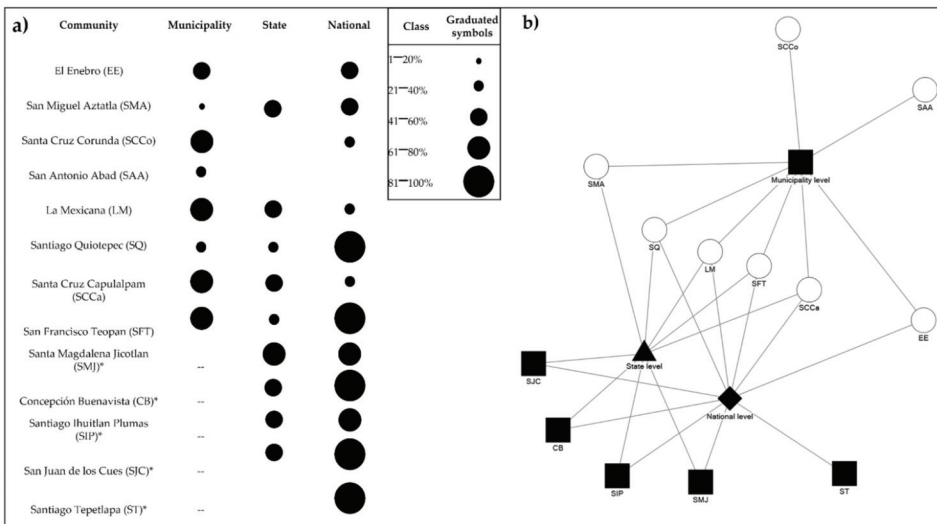 a)
Community Municipality State National
El Enebro (EE)
San Miguel Aztatla (SMA)
Santa Cruz Corunda (SCCo)
San Antonio Abad (SAA)
La Mexicana (LM)
Santiago Quiotepec (SQ)
Santa Cruz Capulalpam
(SCCa)
San Francisco Teopan (SFT)
Santa Magdalena Jicotlan
(SMJ)* --
Concepción Buenavista (CB)* --
Santiago Ihuitlan Plumas
(SIP)* --
San Juan de los Cues (SJC)* --
Santiago Tepetlapa (ST)* --
Class Graduated
symbols
1—20%
21—40%
41—60%
61—80%
81—100%
b)
SCCo
SAA
Municipality level
SMA
SQ
LM
SFT
SCCa
EE
State level
SJC
National level
CB
SIP
SMJ
ST